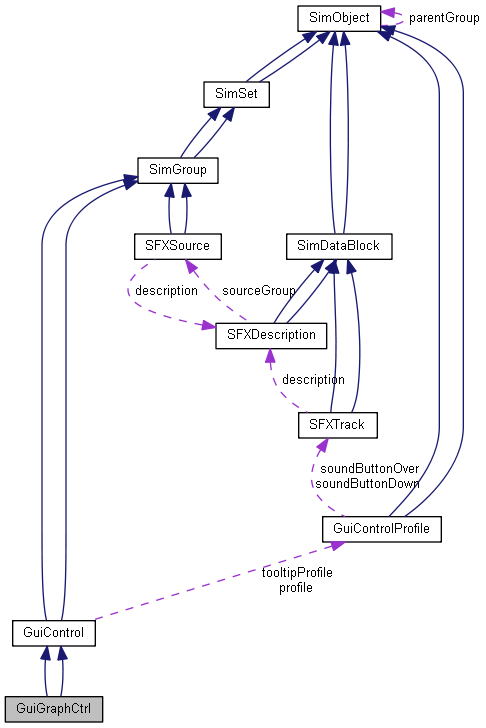 SimObject
parentGroup
SimSet
SimGroup
SFXSource
SimDataBlock
description
sourceGroup
SFXDescription
description
SFXTrack
soundButtonOver
soundButtonDown
GuiControlProfile
tooltipProfile
profile
GuiControl
GuiGraphCtrl